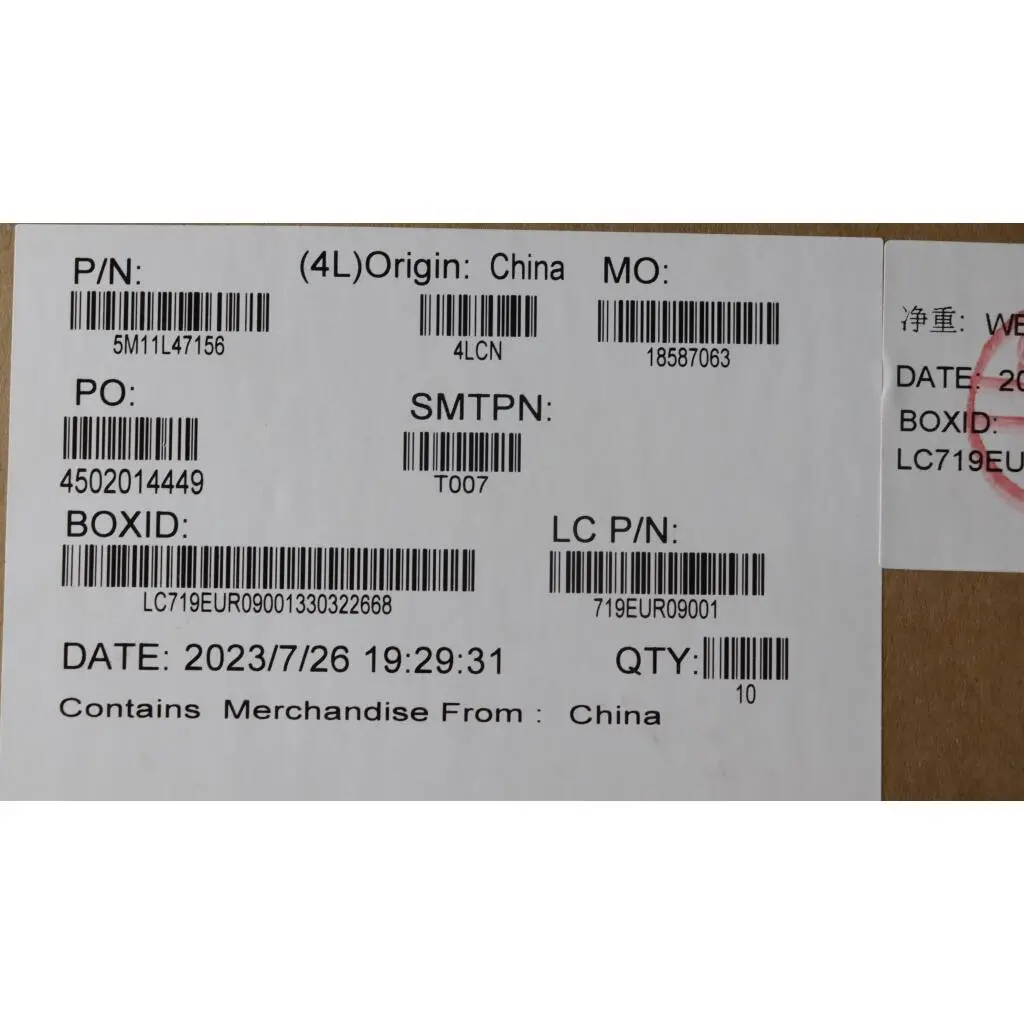 P/N:
5M11L47156
(4L)Origin: China
4LCN
MO:
18587063
PO:
4502014449
SMTPN:
T007
BOXID:
LC719EUR09001330322668
LC P/N:
719EUR09001
DATE: 2023/7/26 19:29:31
QTY:
10
Contains Merchandise From : China
净重: WE
DATE: 20
BOXID:
LC719EU